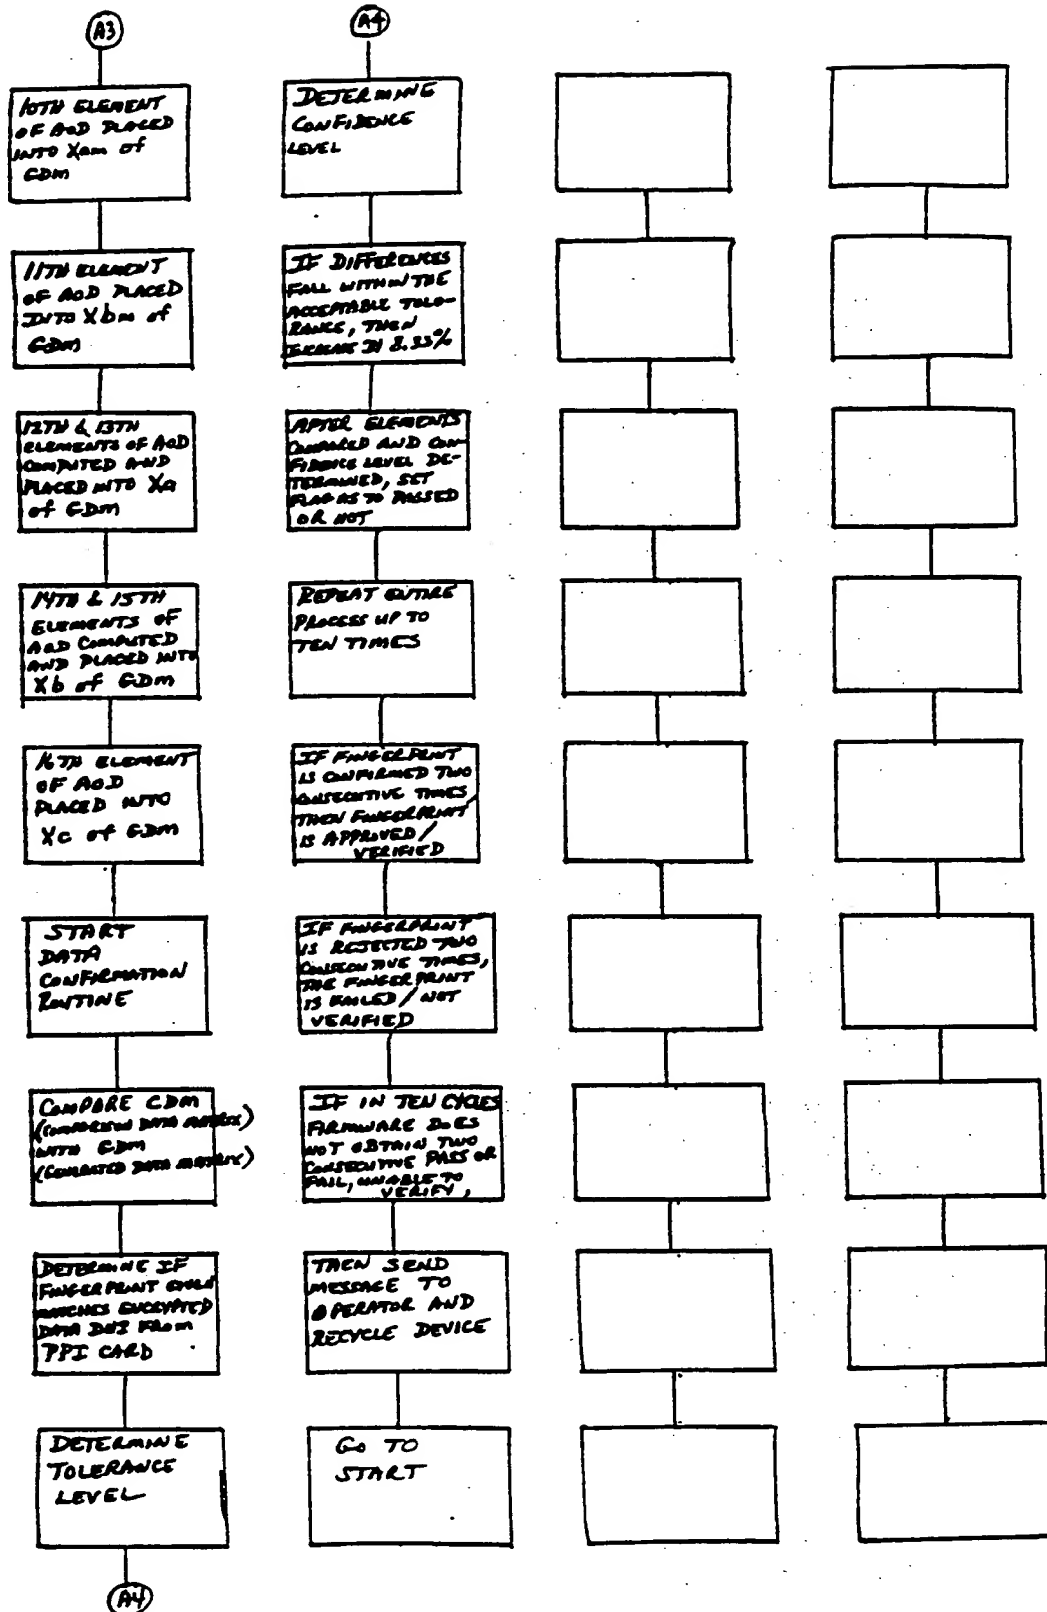 A3
10TH ELEMENT
OF AOD PLACED
INTO Xam of
GDM
11TH ELEMENT
OF AOD PLACED
INTO Xbm of
GDM
12TH & 13TH
ELEMENTS OF AOD
COMPUTED AND
PLACED INTO Xa
of GDM
14TH & 15TH
ELEMENTS OF
AOD COMPUTED
AND PLACED INTO
Xb of GDM
16TH ELEMENT
OF AOD
PLACED INTO
Xc of GDM
START
DATA
CONFIRMATION
ROUTINE
COMPARE CDM
(COMPARISON DATA MATRIX)
WITH GDM
(GENERATED DATA MATRIX)
DETERMINE IF
FINGERPRINT
MATCHES ENCRYPTED
DATA FROM
PPI CARD
DETERMINE
TOLERANCE
LEVEL
A4
A4
DETERMINE
CONFIDENCE
LEVEL
IF DIFFERENCES
FALL WITHIN THE
ACCEPTABLE TOLO-
RANCE, THEN
INCREASE IN 8.33%
AFTER ELEMENTS
COMPARED AND CON-
FIDENCE LEVEL DE-
TERMINED, SET
FLAG AS TO PASSED
OR NOT
REPEAT ENTIRE
PROCESS UP TO
TEN TIMES
IF FINGERPRINT
IS CONFIRMED TWO
CONSECUTIVE TIMES
THEN FINGERPRINT
IS APPROVED/
VERIFIED
IF FINGERPRINT
IS REJECTED TWO
CONSECUTIVE TIMES,
THE FINGERPRINT
IS FAILED/NOT
VERIFIED
IF IN TEN CYCLES
FIRMWARE DOES
NOT OBTAIN TWO
CONSECUTIVE PASS OR
FAIL, UNABLE TO
VERIFY,
THEN SEND
MESSAGE TO
OPERATOR AND
RECYCLE DEVICE
GO TO
START